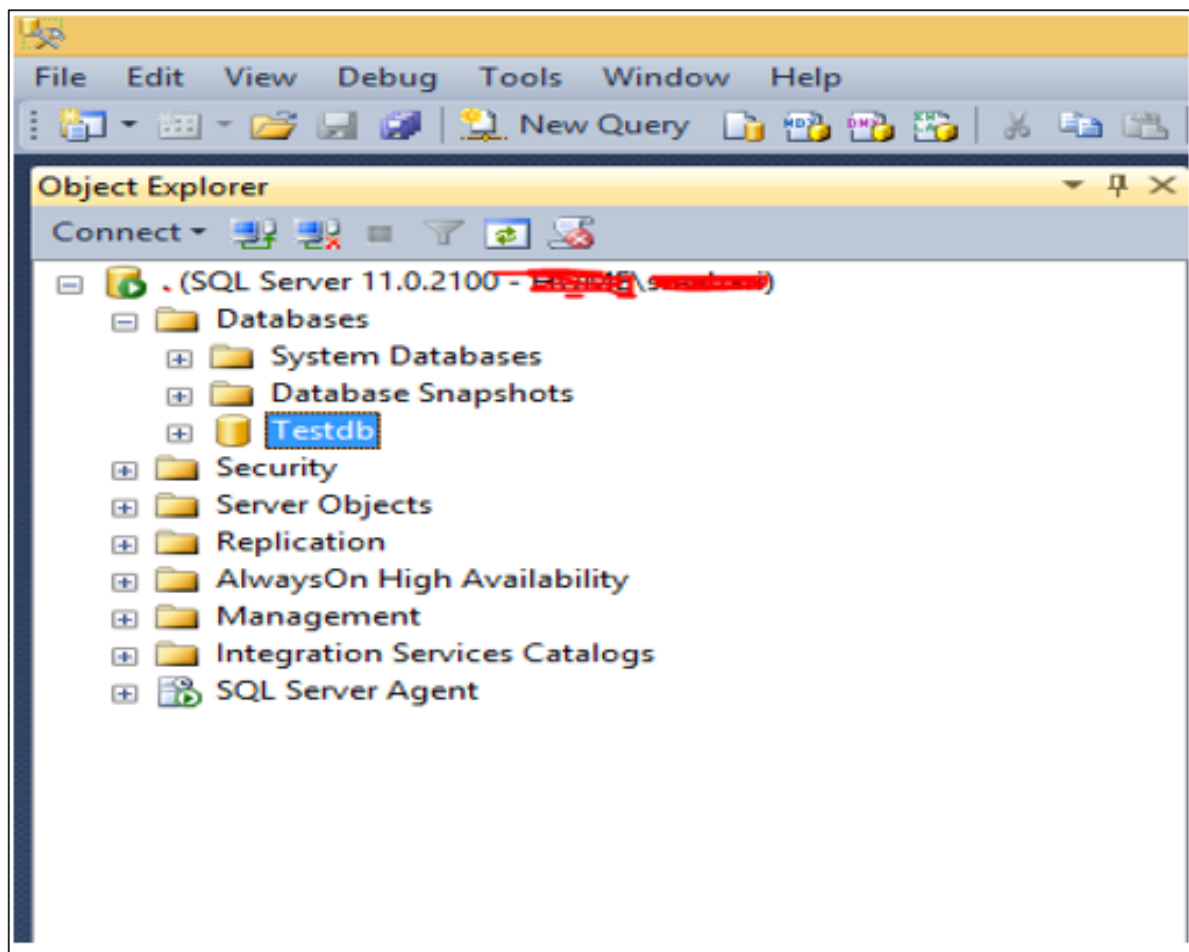 File Edit View Debug Tools Window Help
New Query
Object Explorer
Connect
. (SQL Server 11.0.2100 - \ )
Databases
System Databases
Database Snapshots
Testdb
Security
Server Objects
Replication
AlwaysOn High Availability
Management
Integration Services Catalogs
SQL Server Agent